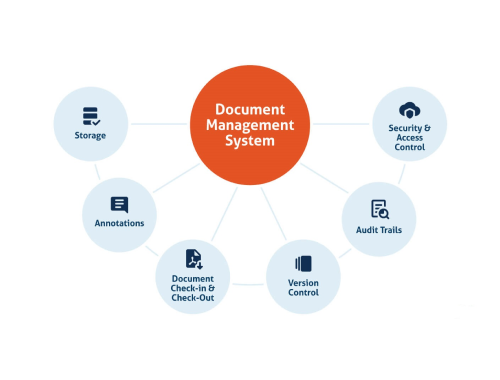 Document
Management
System
Storage
Security &
Access
Control
Annotations
Audit Trails
Document
Check-in &
Check-Out
Version
Control